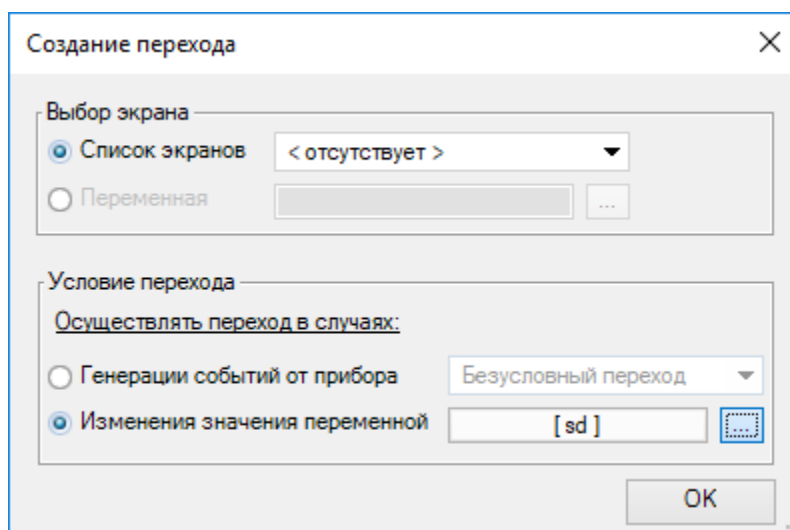 Создание перехода
Выбор экрана
Список экранов < отсутствует >
Переменная ...
Условие перехода
Осуществлять переход в случаях:
Генерации событий от прибора Безусловный переход
Изменения значения переменной [ sd ] ...
OK